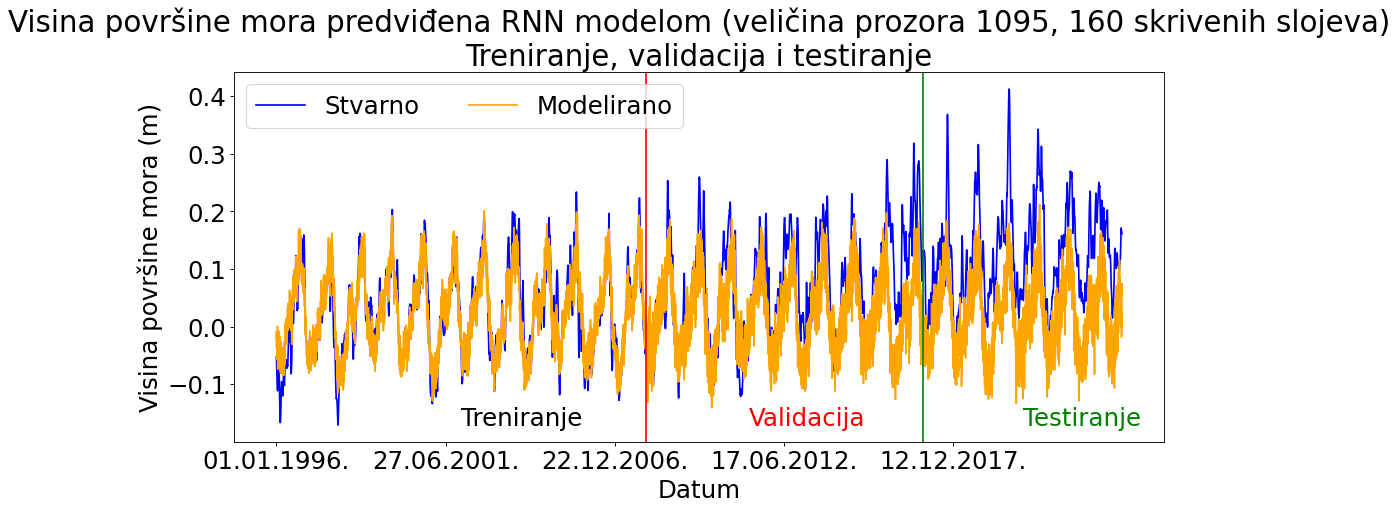 Visina površine mora predviđena RNN modelom (veličina prozora 1095, 160 skrivenih slojeva)
Treniranje, validacija i testiranje
Stvarno
Modelirano
Visina površine mora (m)
0.4
0.3
0.2
0.1
0.0
−0.1
Treniranje
Validacija
Testiranje
01.01.1996.
27.06.2001.
22.12.2006.
17.06.2012.
12.12.2017.
Datum